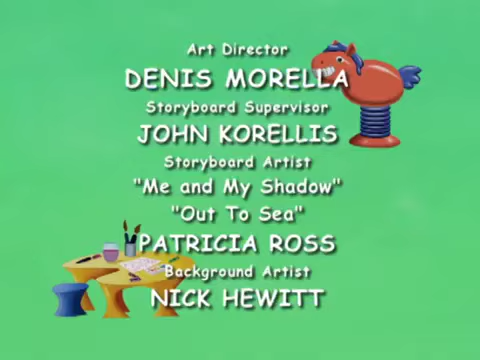 Art Director
DENIS MORELLA
Storyboard Supervisor
JOHN KORELLIS
Storyboard Artist
"Me and My Shadow"
"Out To Sea"
PATRICIA ROSS
Background Artist
NICK HEWITT